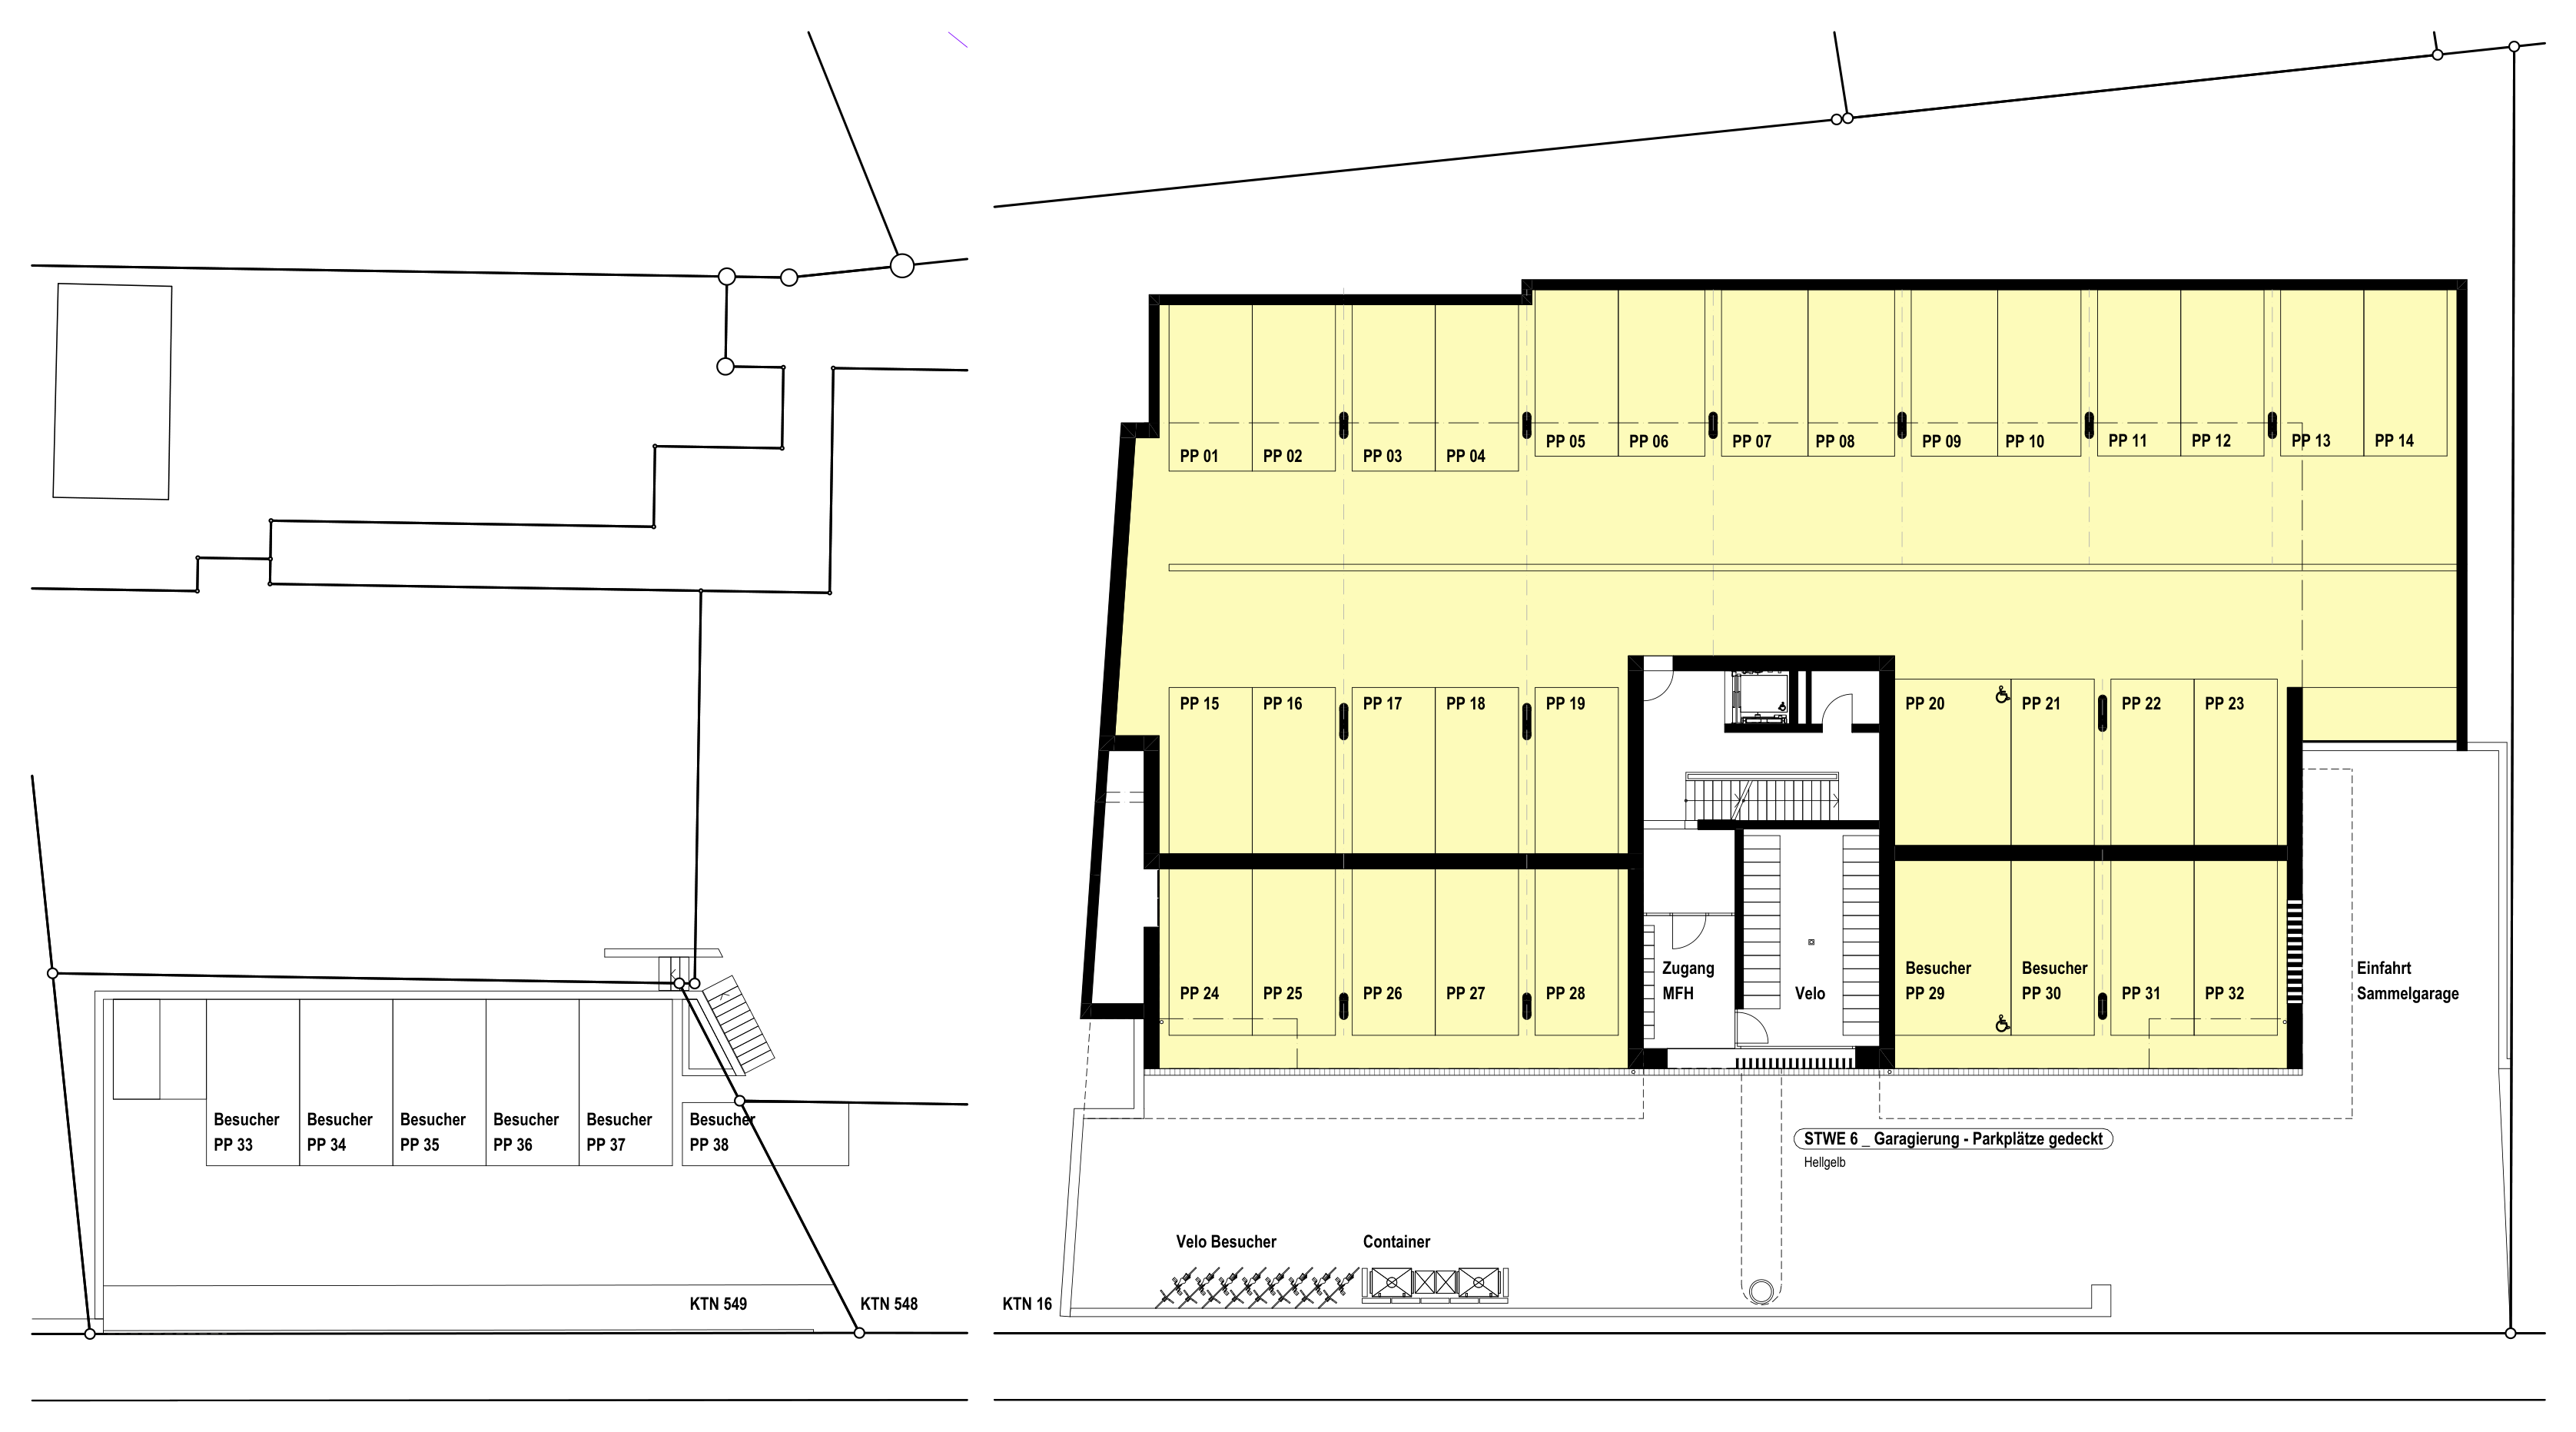 PP 01
PP 02
PP 03
PP 04
PP 05
PP 06
PP 07
PP 08
PP 09
PP 10
PP 11
PP 12
PP 13
PP 14
PP 15
PP 16
PP 17
PP 18
PP 19
PP 20
PP 21
PP 22
PP 23
PP 24
PP 25
PP 26
PP 27
PP 28
Zugang
MFH
Velo
Besucher
PP 29
Besucher
PP 30
PP 31
PP 32
Einfahrt
Sammelgarage
Besucher
PP 33
Besucher
PP 34
Besucher
PP 35
Besucher
PP 36
Besucher
PP 37
Besucher
PP 38
STWE 6 _ Garagierung - Parkplätze gedeckt
Hellgelb
Velo Besucher
Container
KTN 549
KTN 548
KTN 16